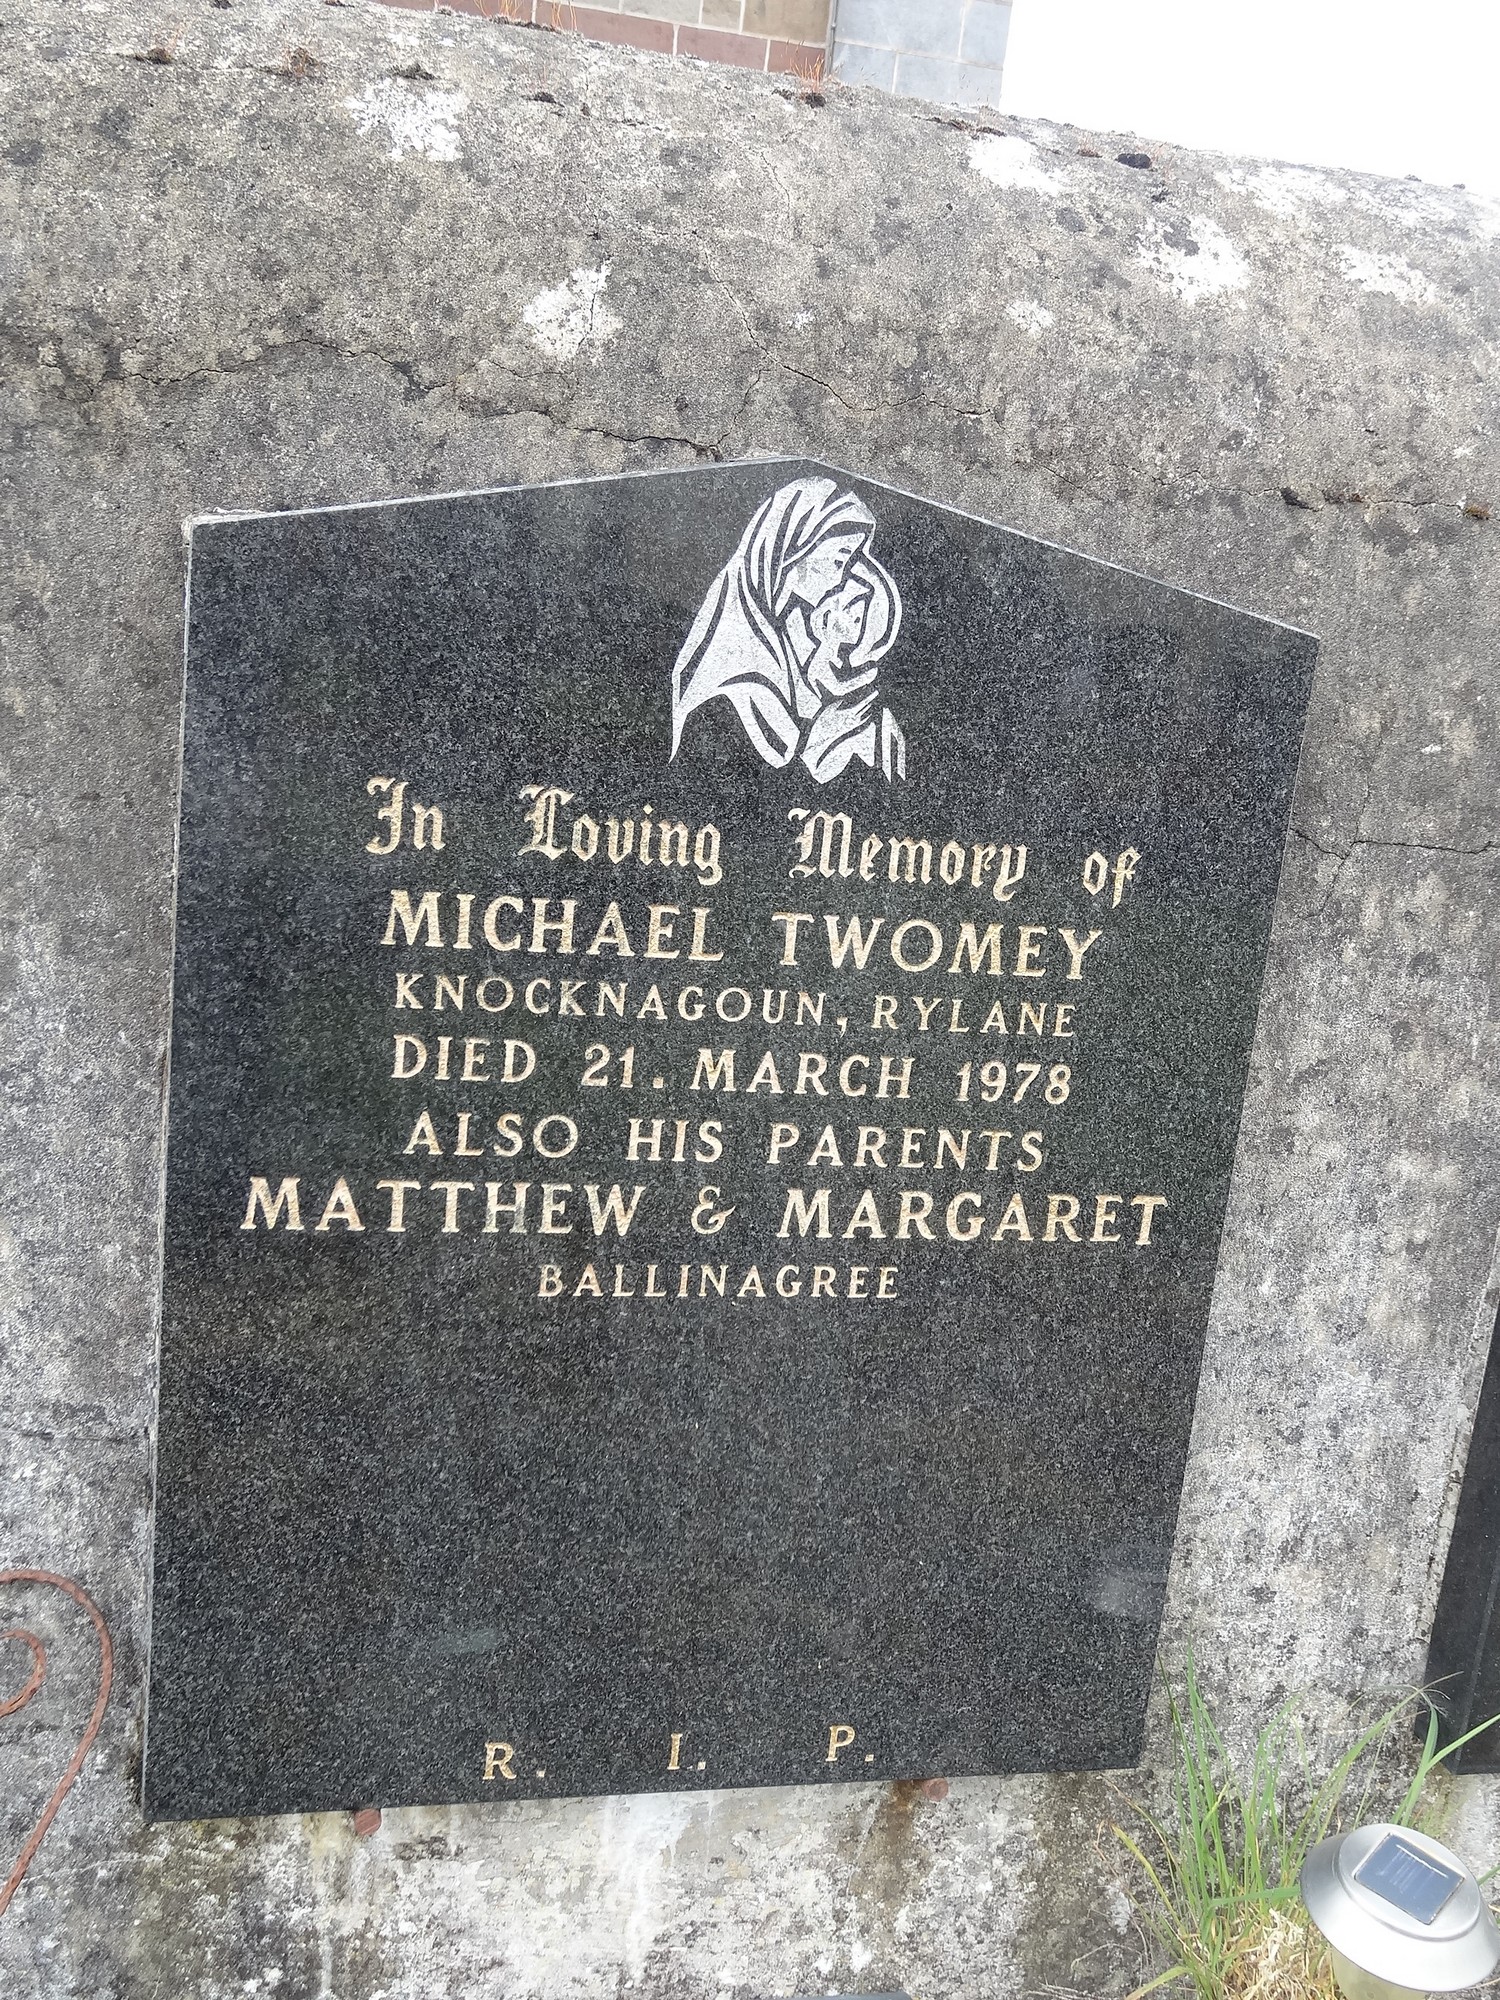 In Loving Memory of
MICHAEL TWOMEY
KNOCKNAGOUN, RYLANE
DIED 21. MARCH 1978
ALSO HIS PARENTS
MATTHEW & MARGARET
BALLINAGREE
R. I. P.